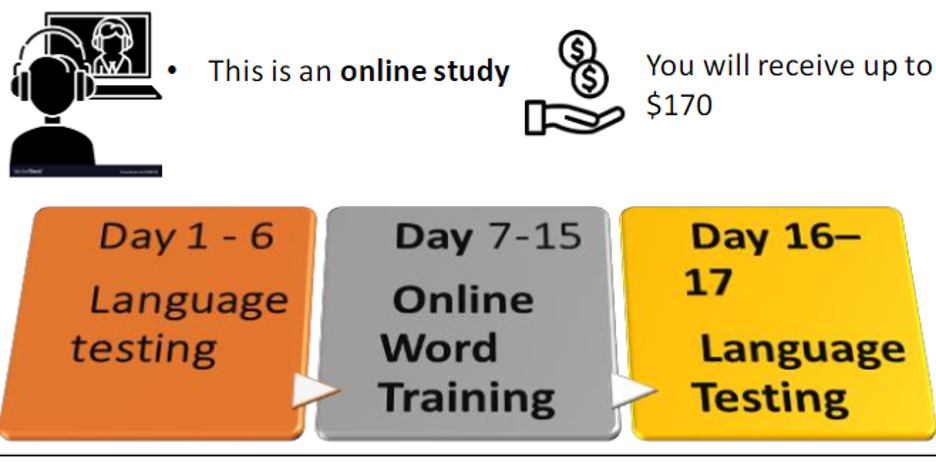 • This is an online study
You will receive up to
$170
Day 1 - 6
Language
testing
Day 7-15
Online
Word
Training
Day 16–
17
Language
Testing